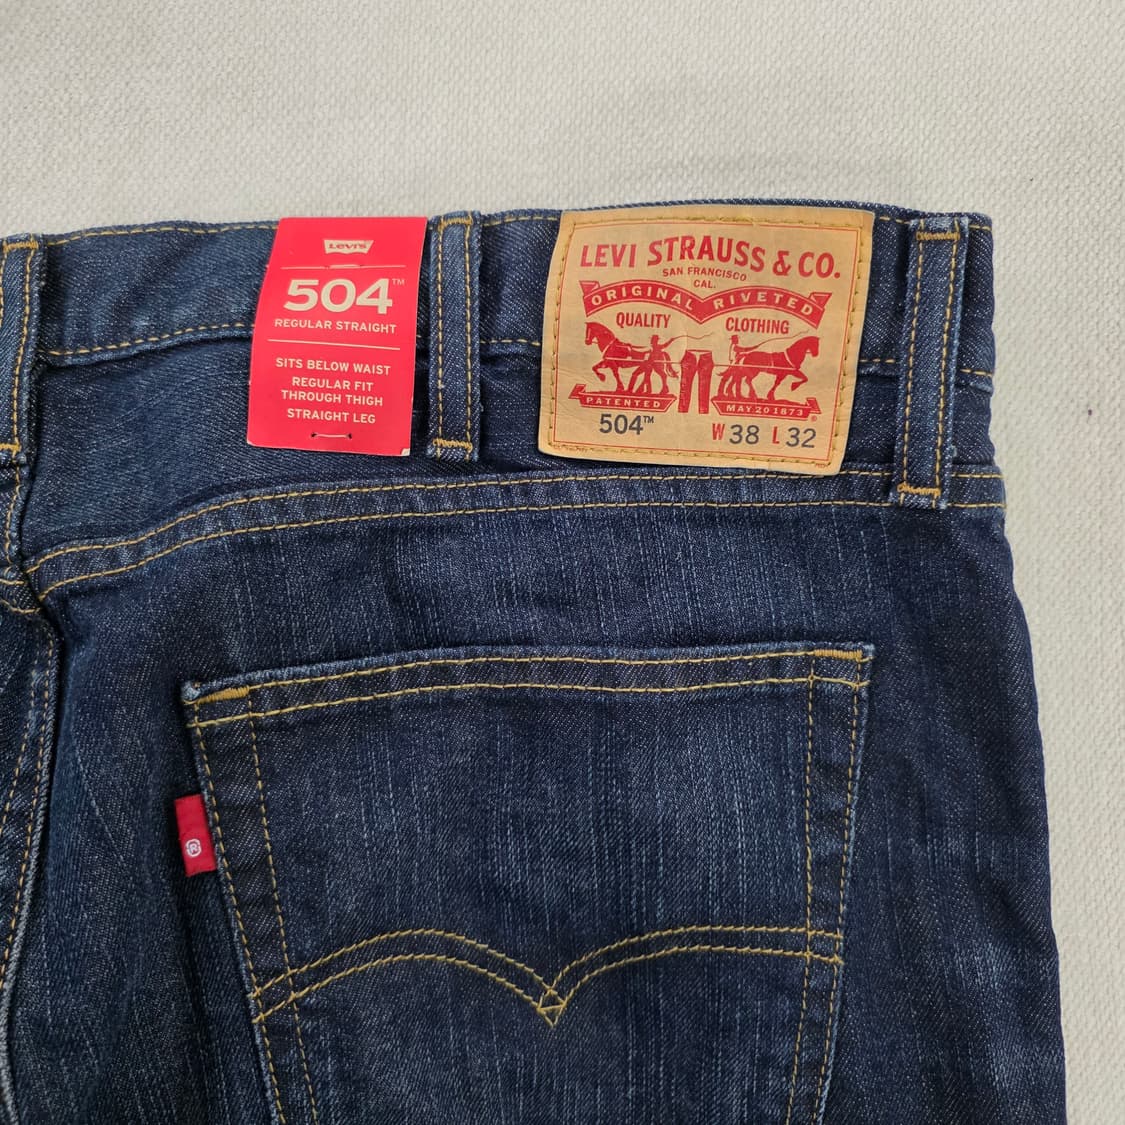 Levi's
504™
REGULAR STRAIGHT
SITS BELOW WAIST
REGULAR FIT
THROUGH THIGH
STRAIGHT LEG
LEVI STRAUSS & CO.
SAN FRANCISCO
CAL.
ORIGINAL RIVETED
QUALITY CLOTHING
PATENTED MAY 20 1873 ®
504™ W 38 L 32
®